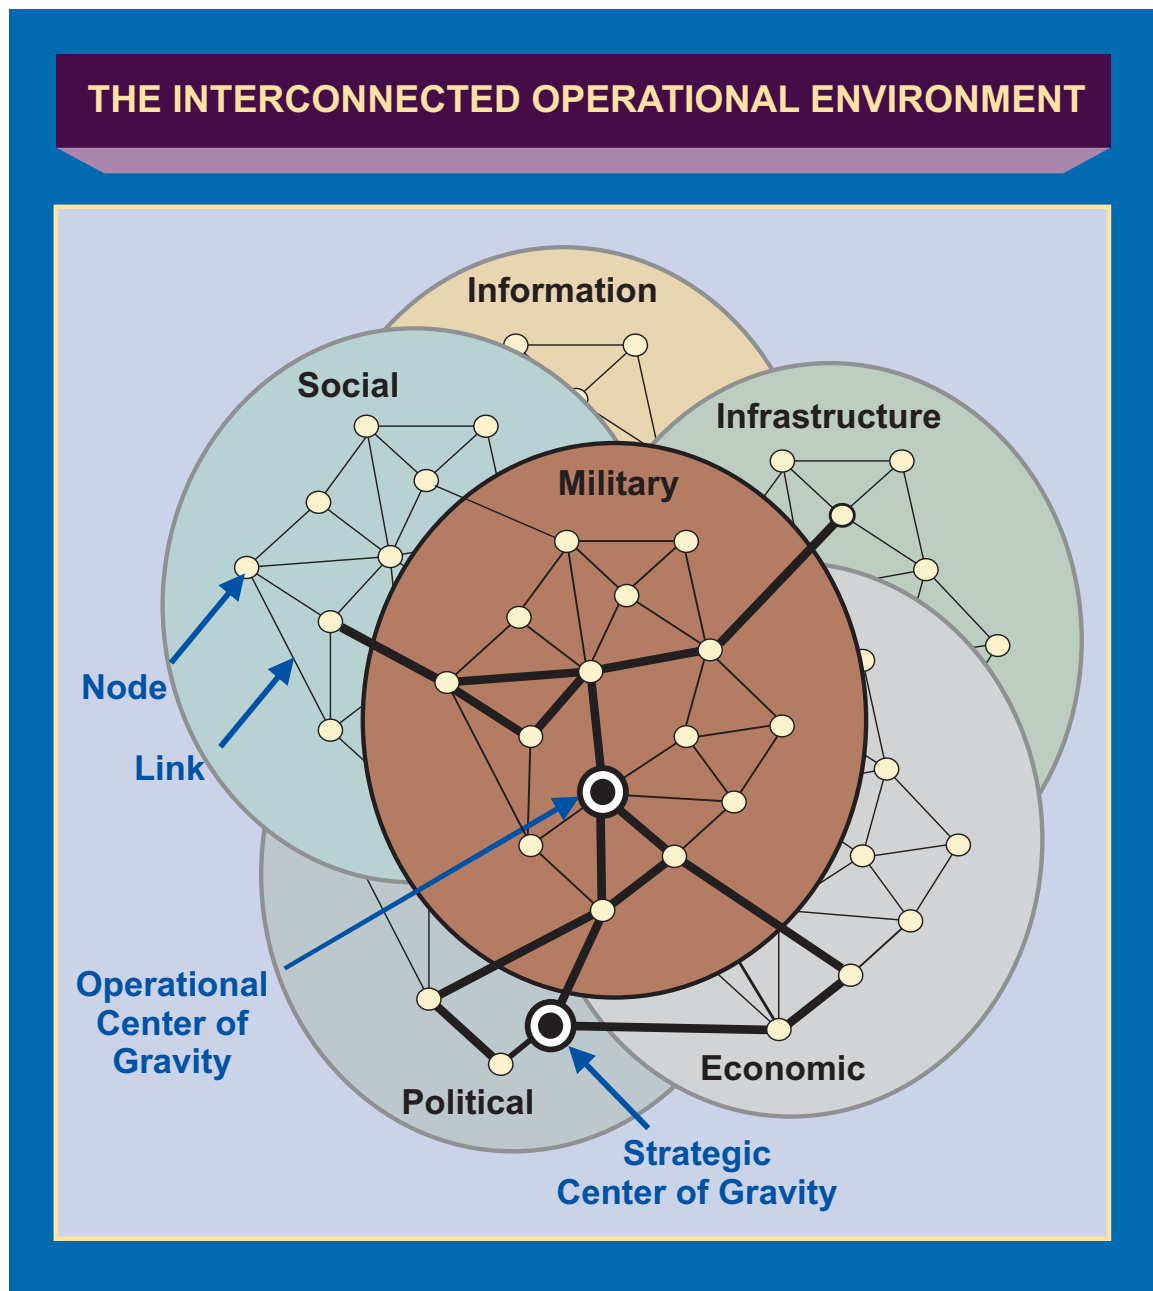 THE INTERCONNECTED OPERATIONAL ENVIRONMENT
Information
Social
Infrastructure
Military
Node
Link
Operational
Center of
Gravity
Economic
Political
Strategic
Center of Gravity